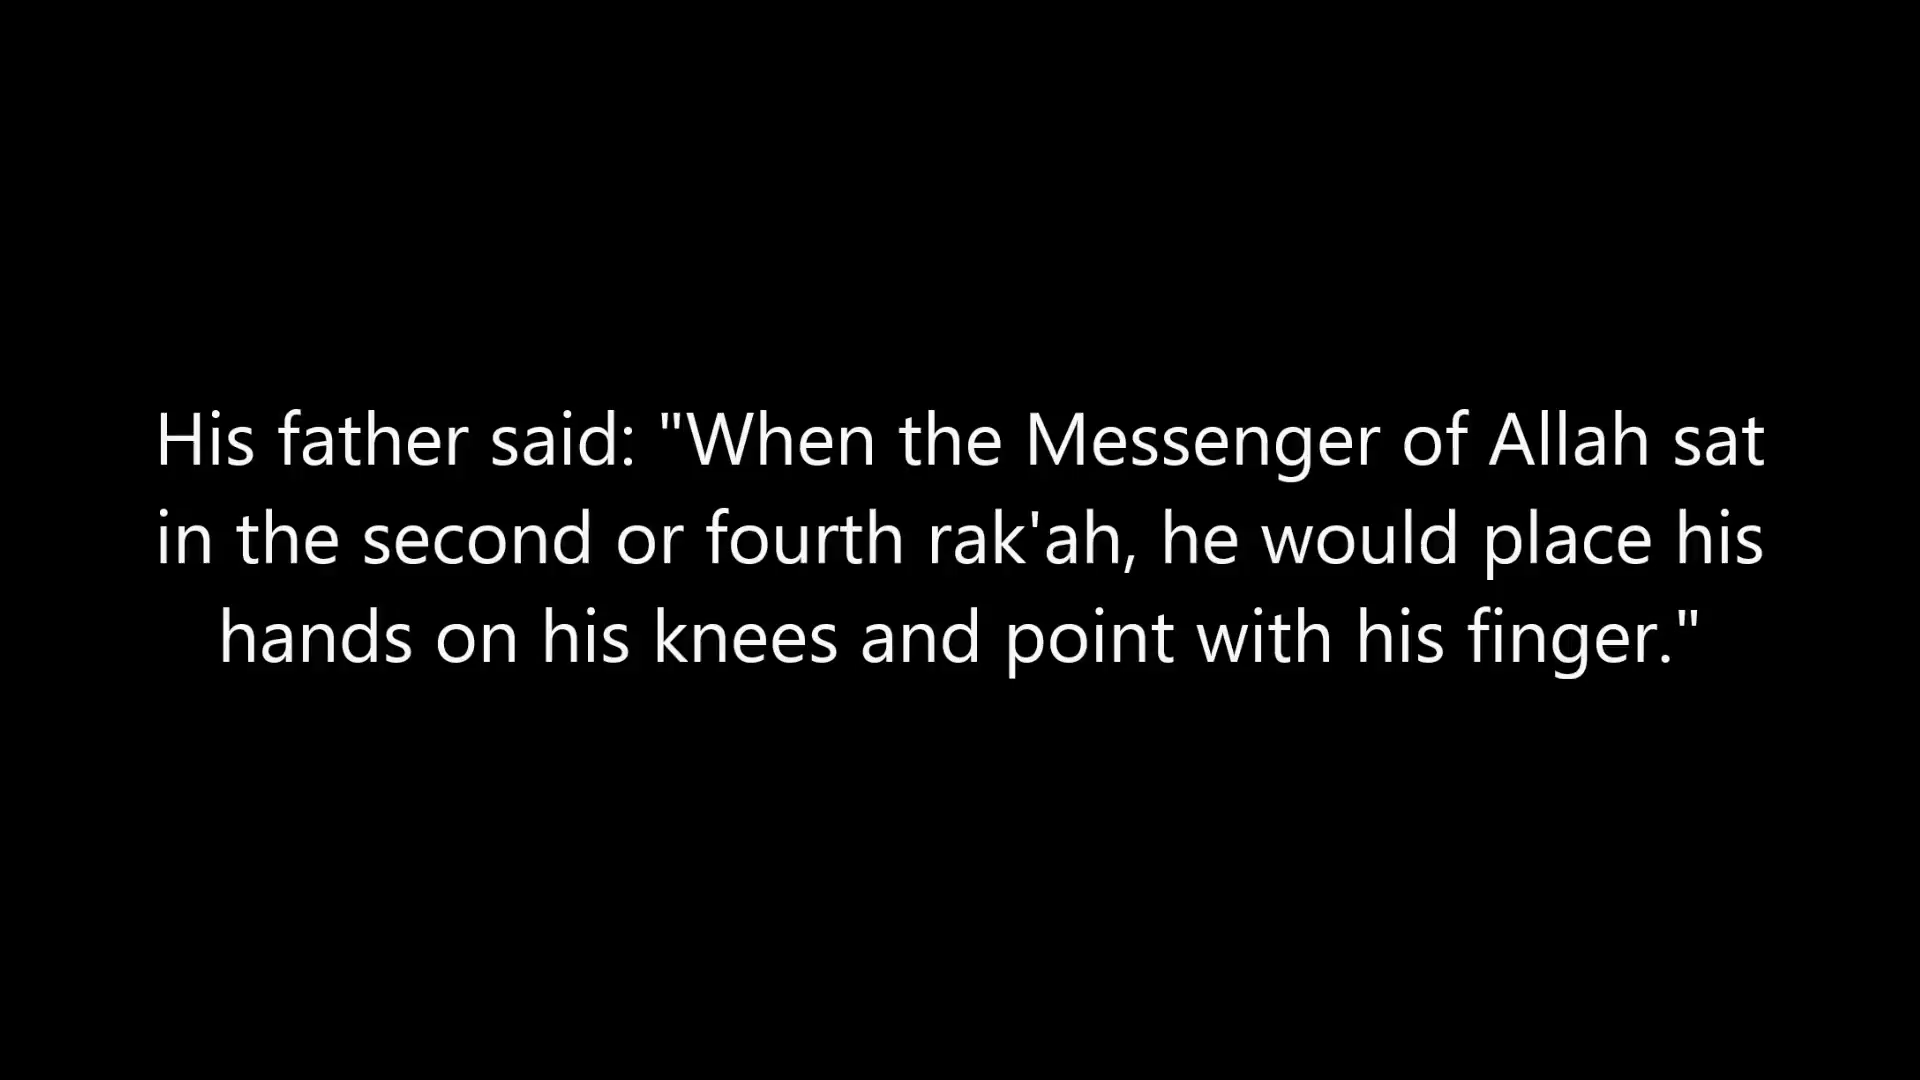 His father said: "When the Messenger of Allah sat
in the second or fourth rak'ah, he would place his
hands on his knees and point with his finger."